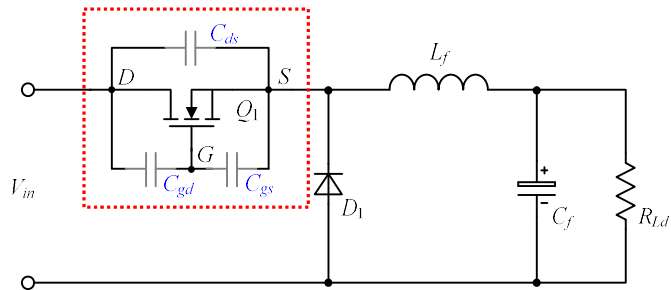 C_ds
D
S
L_f
Q_1
G
C_gd
C_gs
V_in
D_1
+
-
C_f
R_Ld